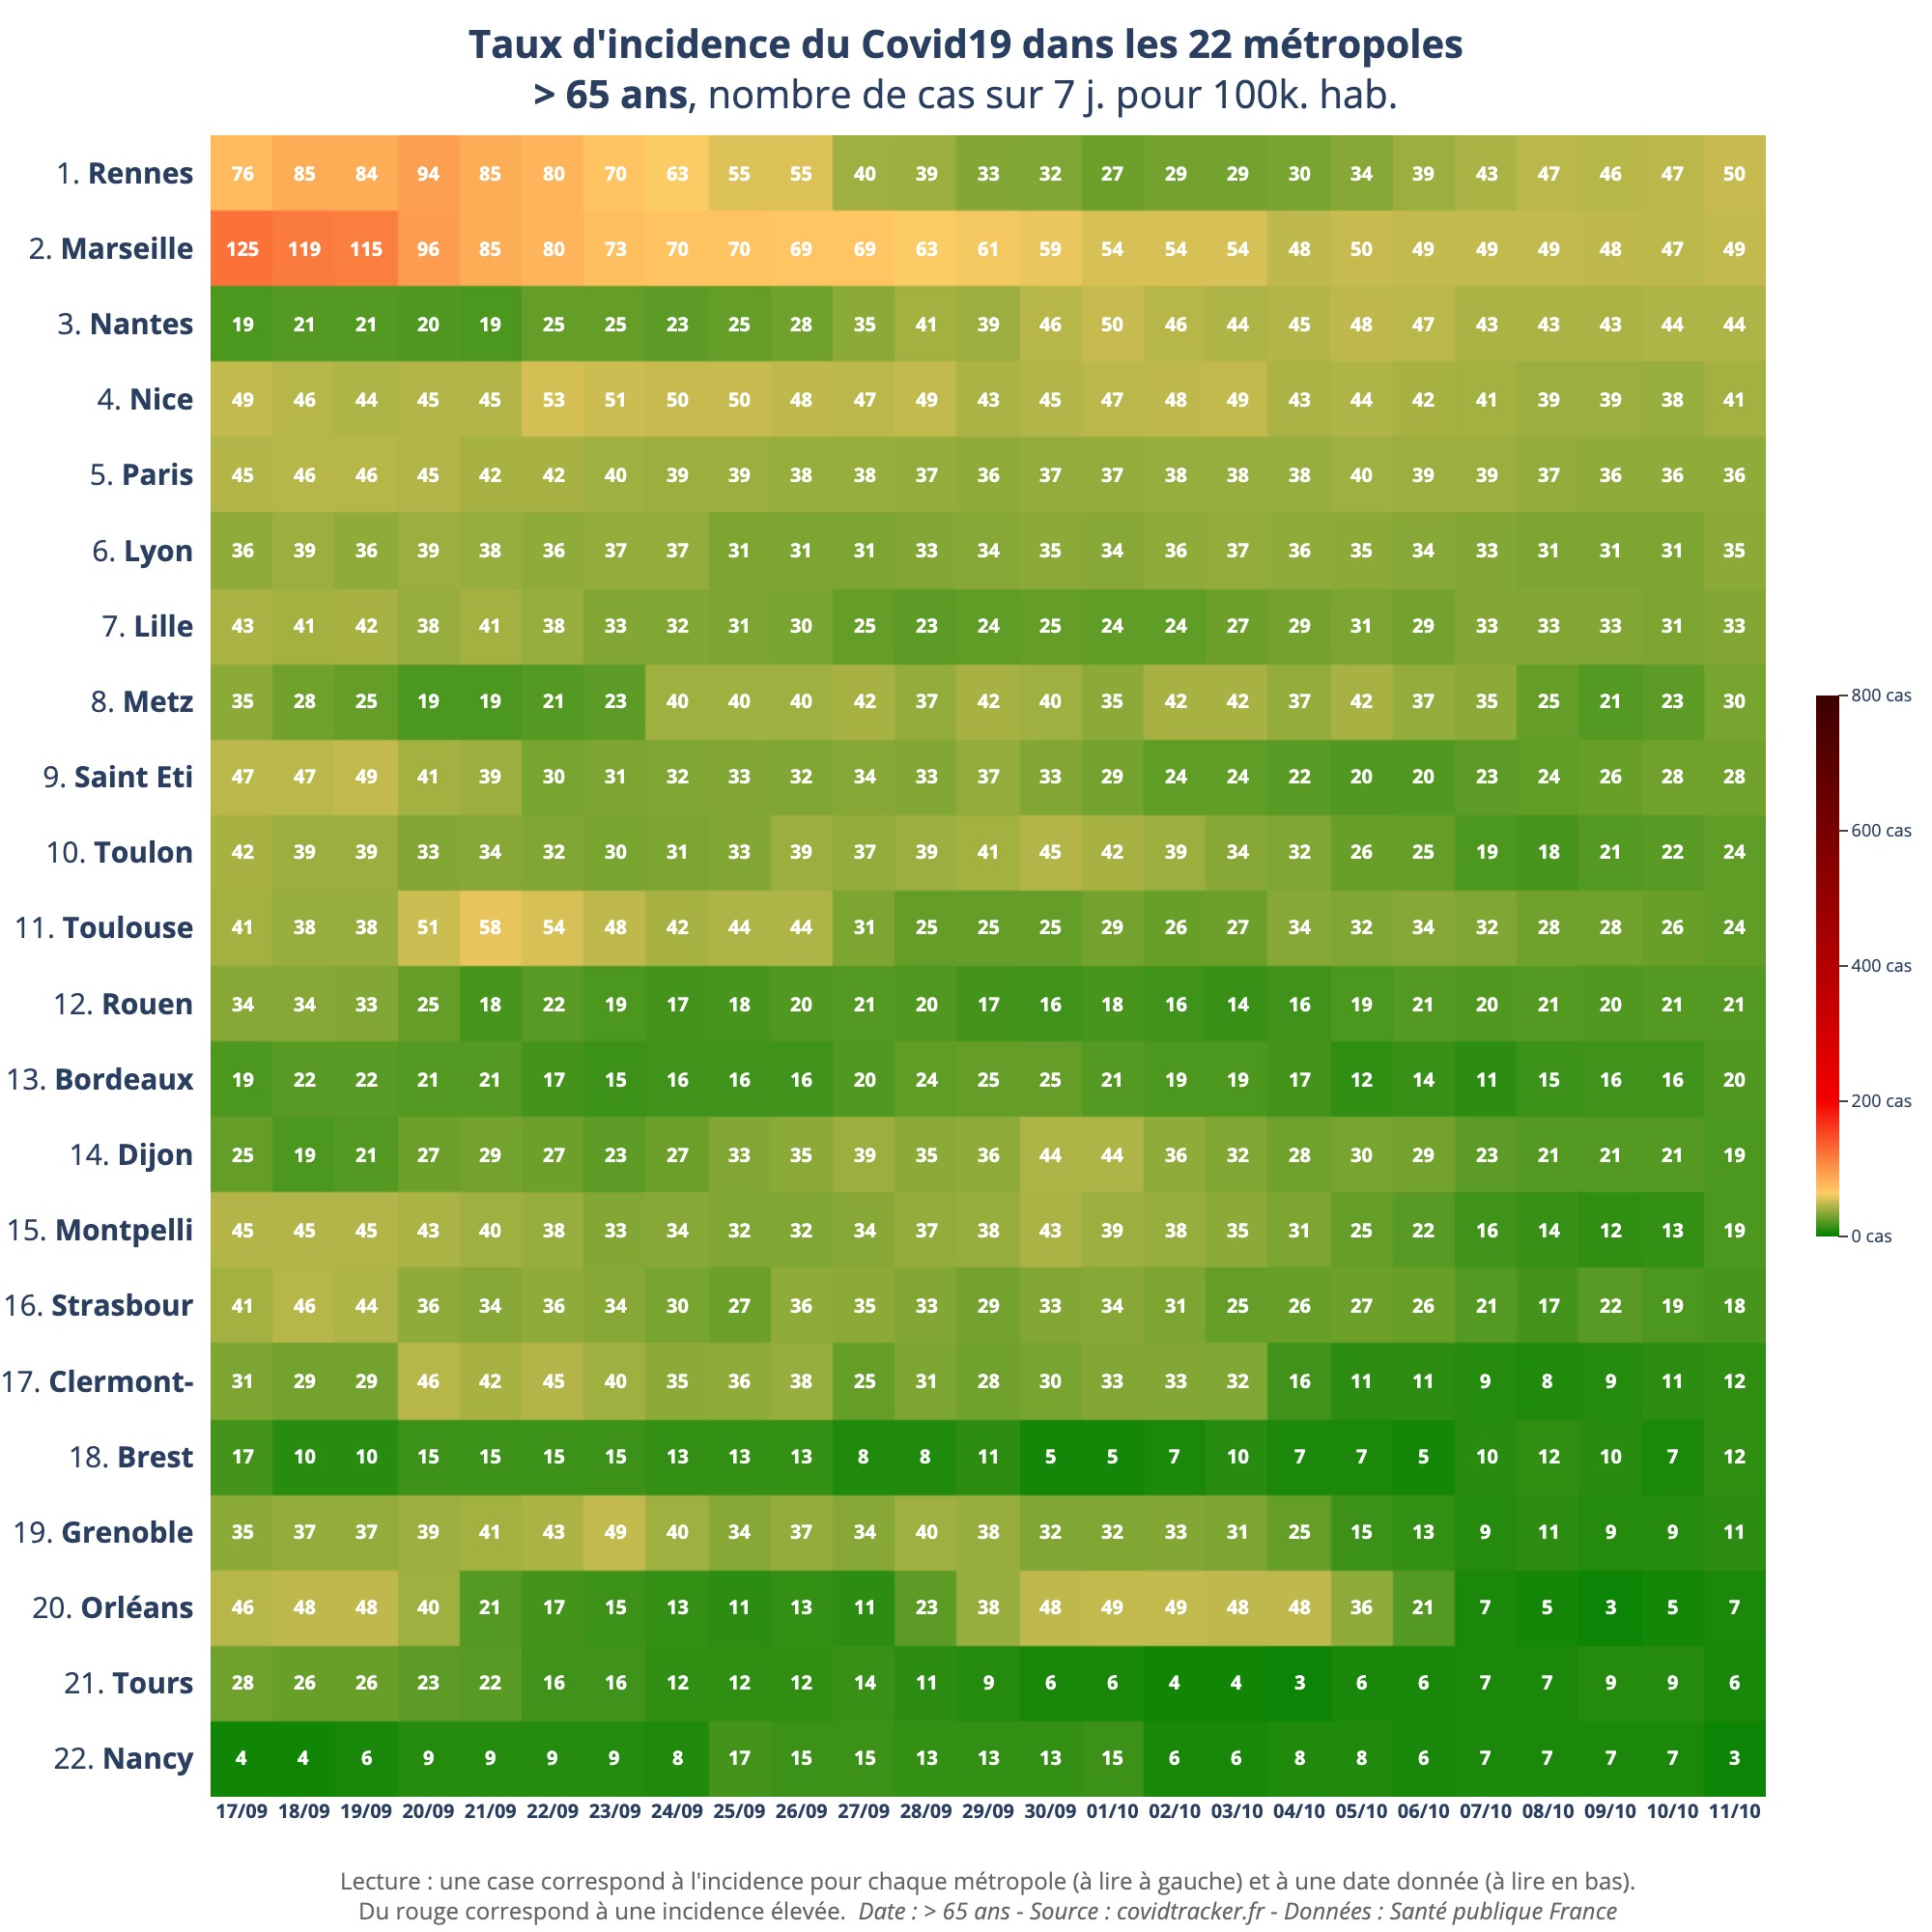 Taux d'incidence du Covid19 dans les 22 métropoles
> 65 ans, nombre de cas sur 7 j. pour 100k. hab.
1. Rennes 76 85 84 94 85 80 70 63 55 55 40 39 33 32 27 29 29 30 34 39 43 47 46 47 50
2. Marseille 125 119 115 96 85 80 73 70 70 69 69 63 61 59 54 54 54 48 50 49 49 49 48 47 49
3. Nantes 19 21 21 20 19 25 25 23 25 28 35 41 39 46 50 46 44 45 48 47 43 43 43 44 44
4. Nice 49 46 44 45 45 53 51 50 50 48 47 49 43 45 47 48 49 43 44 42 41 39 39 38 41
5. Paris 45 46 46 45 42 42 40 39 39 38 38 37 36 37 37 38 38 38 40 39 39 37 36 36 36
6. Lyon 36 39 36 39 38 36 37 37 31 31 31 33 34 35 34 36 37 36 35 34 33 31 31 31 35
7. Lille 43 41 42 38 41 38 33 32 31 30 25 23 24 25 24 24 27 29 31 29 33 33 33 31 33
8. Metz 35 28 25 19 19 21 23 40 40 40 42 37 42 40 35 42 42 37 42 37 35 25 21 23 30
9. Saint Eti 47 47 49 41 39 30 31 32 33 32 34 33 37 33 29 24 24 22 20 20 23 24 26 28 28
10. Toulon 42 39 39 33 34 32 30 31 33 39 37 39 41 45 42 39 34 32 26 25 19 18 21 22 24
11. Toulouse 41 38 38 51 58 54 48 42 44 44 31 25 25 25 29 26 27 34 32 34 32 28 28 26 24
12. Rouen 34 34 33 25 18 22 19 17 18 20 21 20 17 16 18 16 14 16 19 21 20 21 20 21 21
13. Bordeaux 19 22 22 21 21 17 15 16 16 16 20 24 25 25 21 19 19 17 12 14 11 15 16 16 20
14. Dijon 25 19 21 27 29 27 23 27 33 35 39 35 36 44 44 36 32 28 30 29 23 21 21 21 19
15. Montpelli 45 45 45 43 40 38 33 34 32 32 34 37 38 43 39 38 35 31 25 22 16 14 12 13 19
16. Strasbour 41 46 44 36 34 36 34 30 27 36 35 33 29 33 34 31 25 26 27 26 21 17 22 19 18
17. Clermont- 31 29 29 46 42 45 40 35 36 38 25 31 28 30 33 33 32 16 11 11 9 8 9 11 12
18. Brest 17 10 10 15 15 15 15 13 13 13 8 8 11 5 5 7 10 7 7 5 10 12 10 7 12
19. Grenoble 35 37 37 39 41 43 49 40 34 37 34 40 38 32 32 33 31 25 15 13 9 11 9 9 11
20. Orléans 46 48 48 40 21 17 15 13 11 13 11 23 38 48 49 49 48 48 36 21 7 5 3 5 7
21. Tours 28 26 26 23 22 16 16 12 12 12 14 11 9 6 6 4 4 3 6 6 7 7 9 9 6
22. Nancy 4 4 6 9 9 9 9 8 17 15 15 13 13 13 15 6 6 8 8 6 7 7 7 7 3
17/09 18/09 19/09 20/09 21/09 22/09 23/09 24/09 25/09 26/09 27/09 28/09 29/09 30/09 01/10 02/10 03/10 04/10 05/10 06/10 07/10 08/10 09/10 10/10 11/10
800 cas
600 cas
400 cas
200 cas
0 cas
Lecture : une case correspond à l'incidence pour chaque métropole (à lire à gauche) et à une date donnée (à lire en bas).
Du rouge correspond à une incidence élevée. Date : > 65 ans - Source : covidtracker.fr - Données : Santé publique France